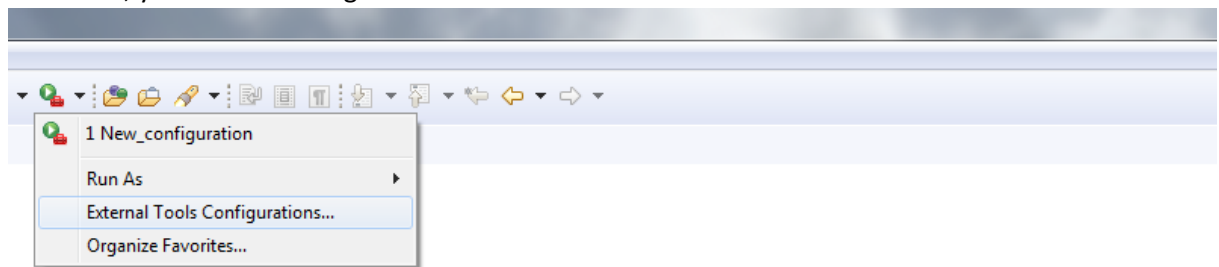 1 New_configuration
Run As
External Tools Configurations...
Organize Favorites...